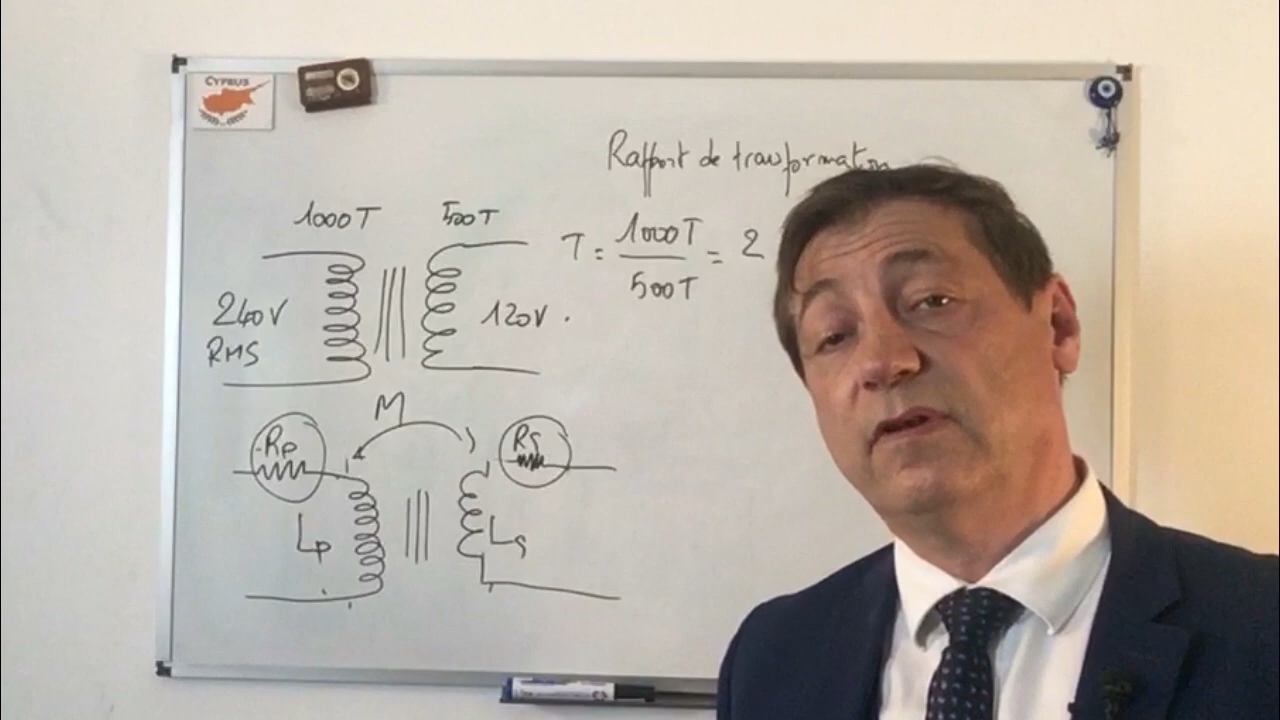 CYPRUS
Rapport de transformation
1000T
500T
T = 1000T / 500T = 2
240V
RMS
120V.
M
Rp
Rs
Lp
Ls